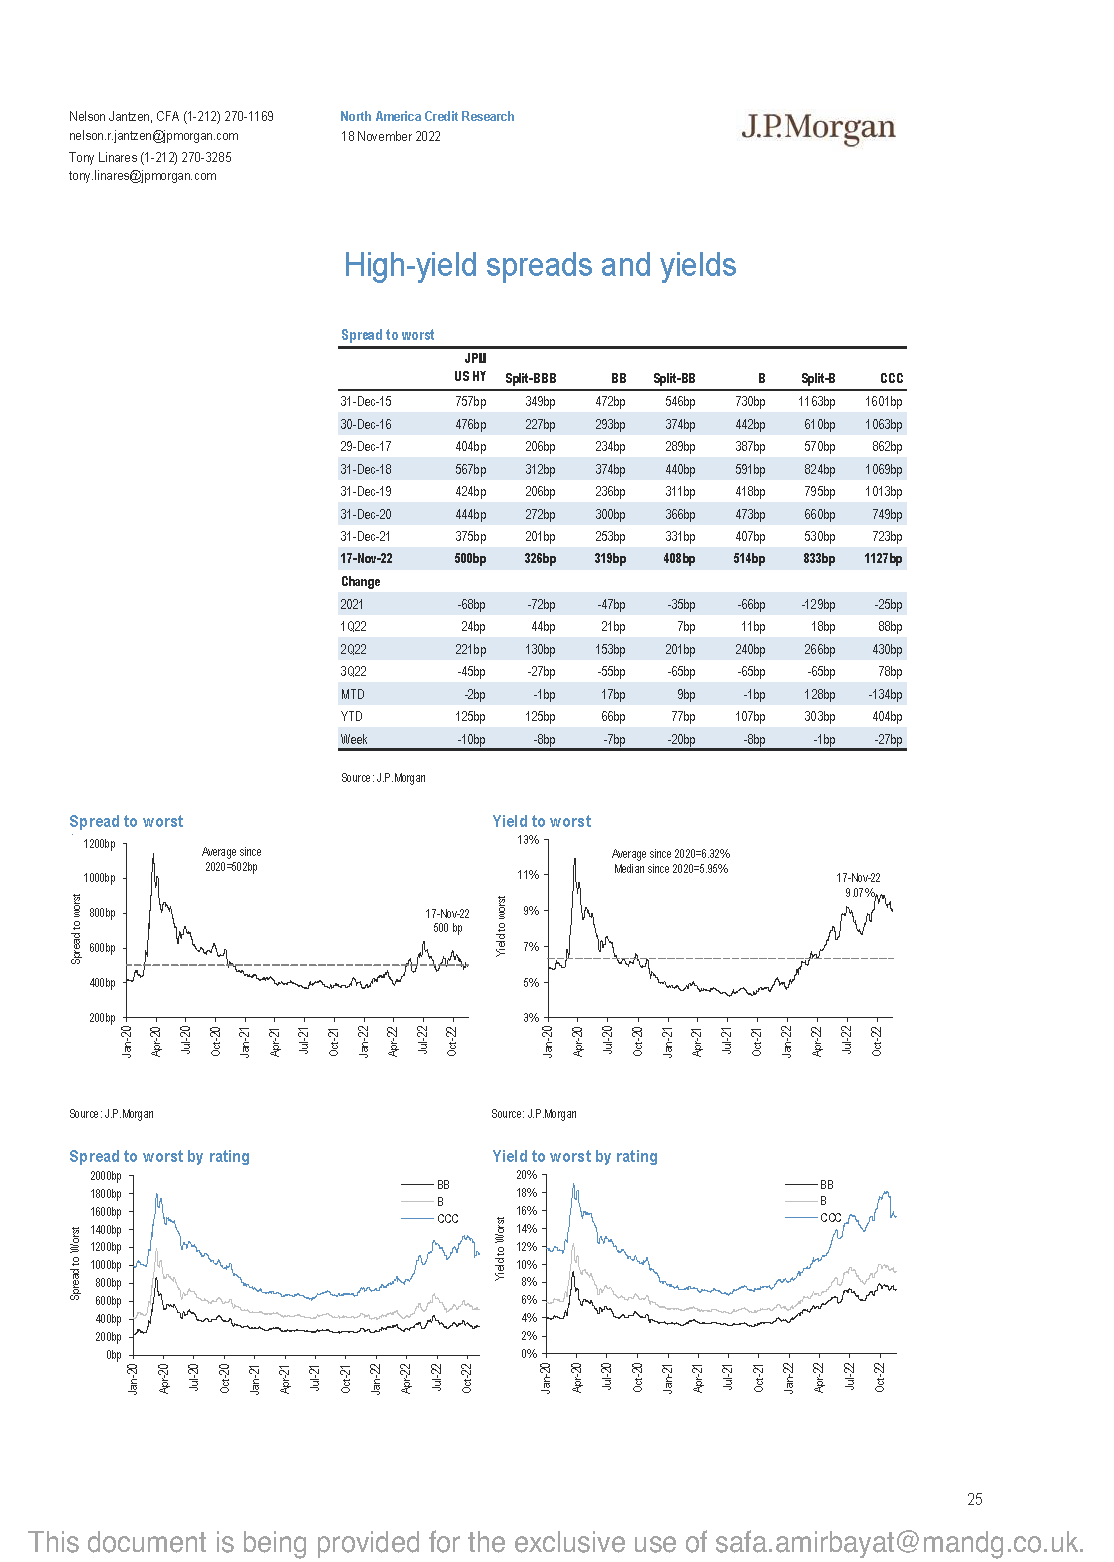 Nelson Jantzen, CFA (1-212) 270-1169
nelson.r.jantzen@jpmorgan.com
Tony Linares (1-212) 270-3285
tony.linares@jpmorgan.com
North America Credit Research
18 November 2022
J.P.Morgan
High-yield spreads and yields
Spread to worst
JPM
US HY Split-BBB BB Split-BB B Split-B CCC
31-Dec-15 757bp 349bp 472bp 546bp 730bp 1163bp 1601bp
30-Dec-16 476bp 227bp 293bp 374bp 442bp 610bp 1063bp
29-Dec-17 404bp 206bp 234bp 289bp 387bp 570bp 862bp
31-Dec-18 567bp 312bp 374bp 440bp 591bp 824bp 1069bp
31-Dec-19 424bp 206bp 236bp 311bp 418bp 795bp 1013bp
31-Dec-20 444bp 272bp 300bp 366bp 473bp 660bp 749bp
31-Dec-21 375bp 201bp 253bp 331bp 407bp 530bp 723bp
17-Nov-22 500bp 326bp 319bp 408bp 514bp 833bp 1127bp
Change
2021 -68bp -72bp -47bp -35bp -66bp -129bp -25bp
1Q22 24bp 44bp 21bp 7bp 11bp 18bp 88bp
2Q22 221bp 130bp 153bp 201bp 240bp 266bp 430bp
3Q22 -45bp -27bp -55bp -65bp -65bp -65bp 78bp
MTD -2bp -1bp 17bp 9bp -1bp 128bp -134bp
YTD 125bp 125bp 66bp 77bp 107bp 303bp 404bp
Week -10bp -8bp -7bp -20bp -8bp -1bp -27bp
Source: J.P.Morgan
Spread to worst
1200bp
1000bp
800bp
600bp
400bp
200bp
Spread to worst
Average since
2020=502bp
17-Nov-22
500 bp
Jan-20 Apr-20 Jul-20 Oct-20 Jan-21 Apr-21 Jul-21 Oct-21 Jan-22 Apr-22 Jul-22 Oct-22
Source: J.P.Morgan
Yield to worst
13%
11%
9%
7%
5%
3%
Yield to worst
Average since 2020=6.32%
Median since 2020=5.95%
17-Nov-22
9.07%
Jan-20 Apr-20 Jul-20 Oct-20 Jan-21 Apr-21 Jul-21 Oct-21 Jan-22 Apr-22 Jul-22 Oct-22
Source: J.P.Morgan
Spread to worst by rating
2000bp
1800bp
1600bp
1400bp
1200bp
1000bp
800bp
600bp
400bp
200bp
0bp
Spread to Worst
BB
B
CCC
Jan-20 Apr-20 Jul-20 Oct-20 Jan-21 Apr-21 Jul-21 Oct-21 Jan-22 Apr-22 Jul-22 Oct-22
Yield to worst by rating
20%
18%
16%
14%
12%
10%
8%
6%
4%
2%
0%
Yield to Worst
BB
B
CCC
Jan-20 Apr-20 Jul-20 Oct-20 Jan-21 Apr-21 Jul-21 Oct-21 Jan-22 Apr-22 Jul-22 Oct-22
25
This document is being provided for the exclusive use of safa.amirbayat@mandg.co.uk.